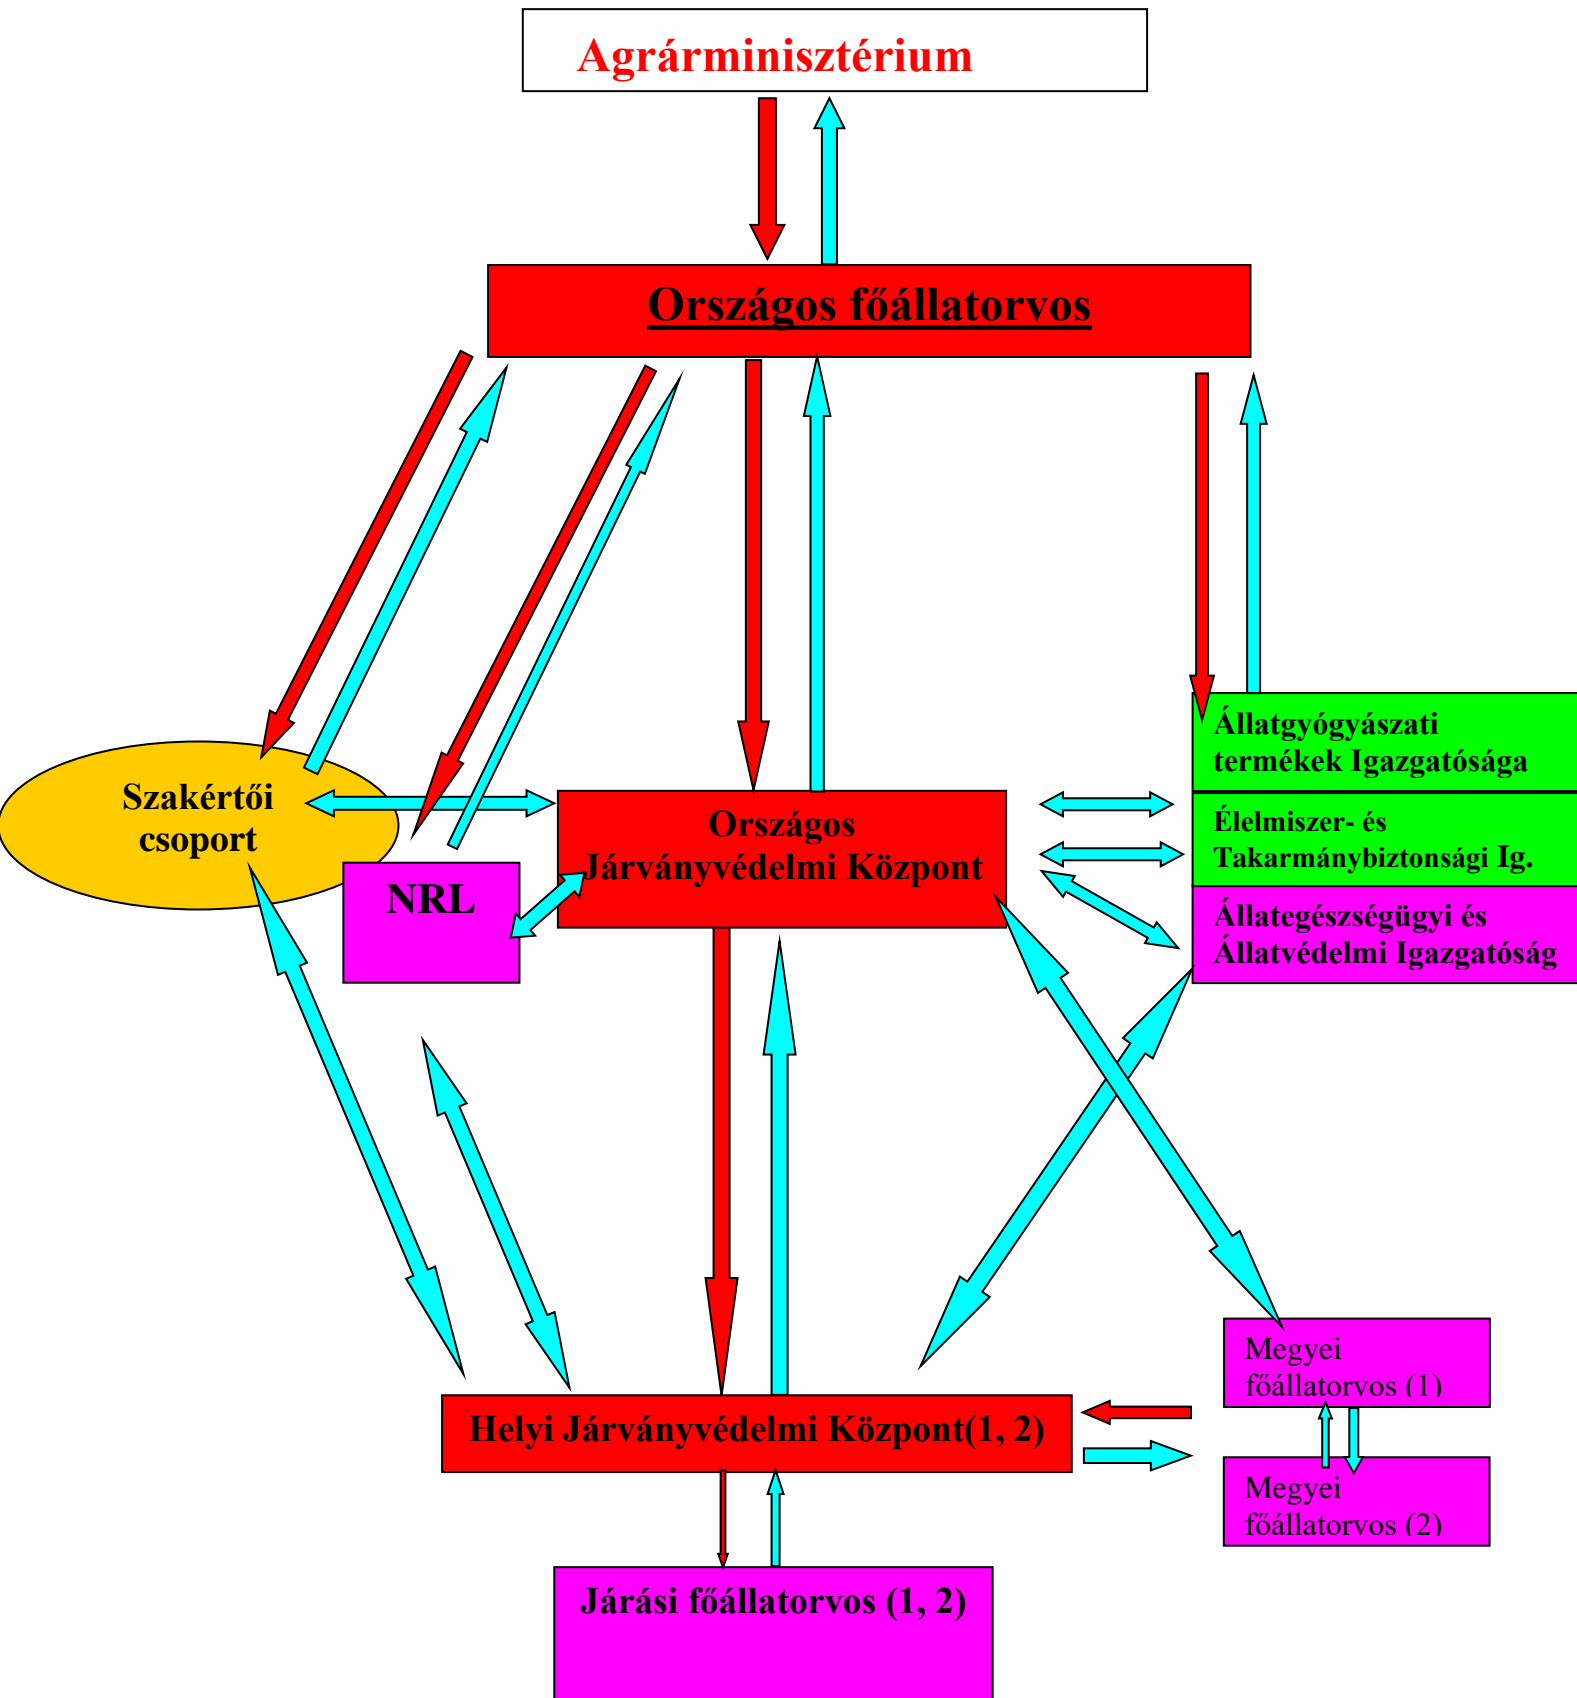 Agrárminisztérium
Országos főállatorvos
Szakértői
csoport
NRL
Országos
Járványvédelmi Központ
Állatgyógyászati
termékek Igazgatósága
Élelmiszer- és
Takarmánybiztonsági Ig.
Állategészségügyi és
Állatvédelmi Igazgatóság
Helyi Járványvédelmi Központ(1, 2)
Megyei
főállatorvos (1)
Megyei
főállatorvos (2)
Járási főállatorvos (1, 2)